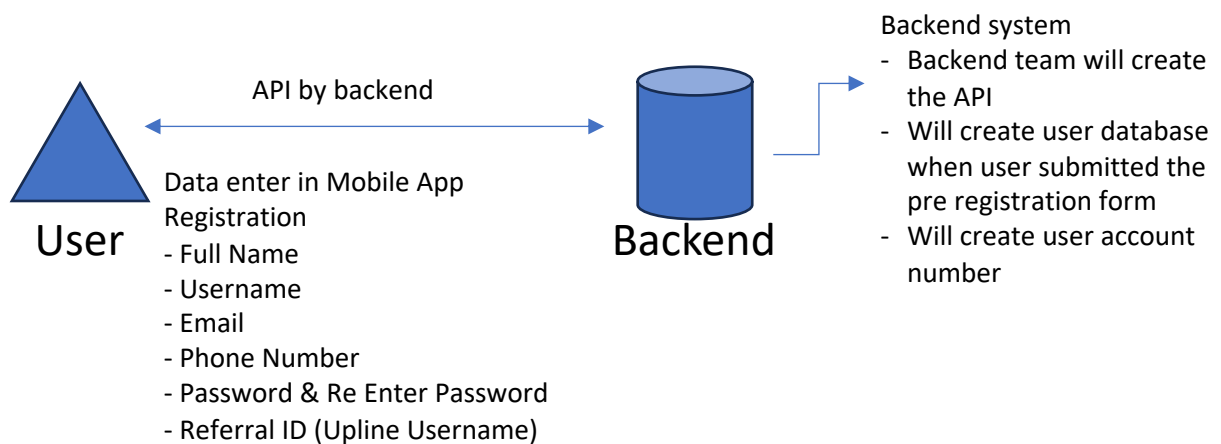 API by backend
User
Data enter in Mobile App
Registration
- Full Name
- Username
- Email
- Phone Number
- Password & Re Enter Password
- Referral ID (Upline Username)
Backend
Backend system
- Backend team will create
the API
- Will create user database
when user submitted the
pre registration form
- Will create user account
number